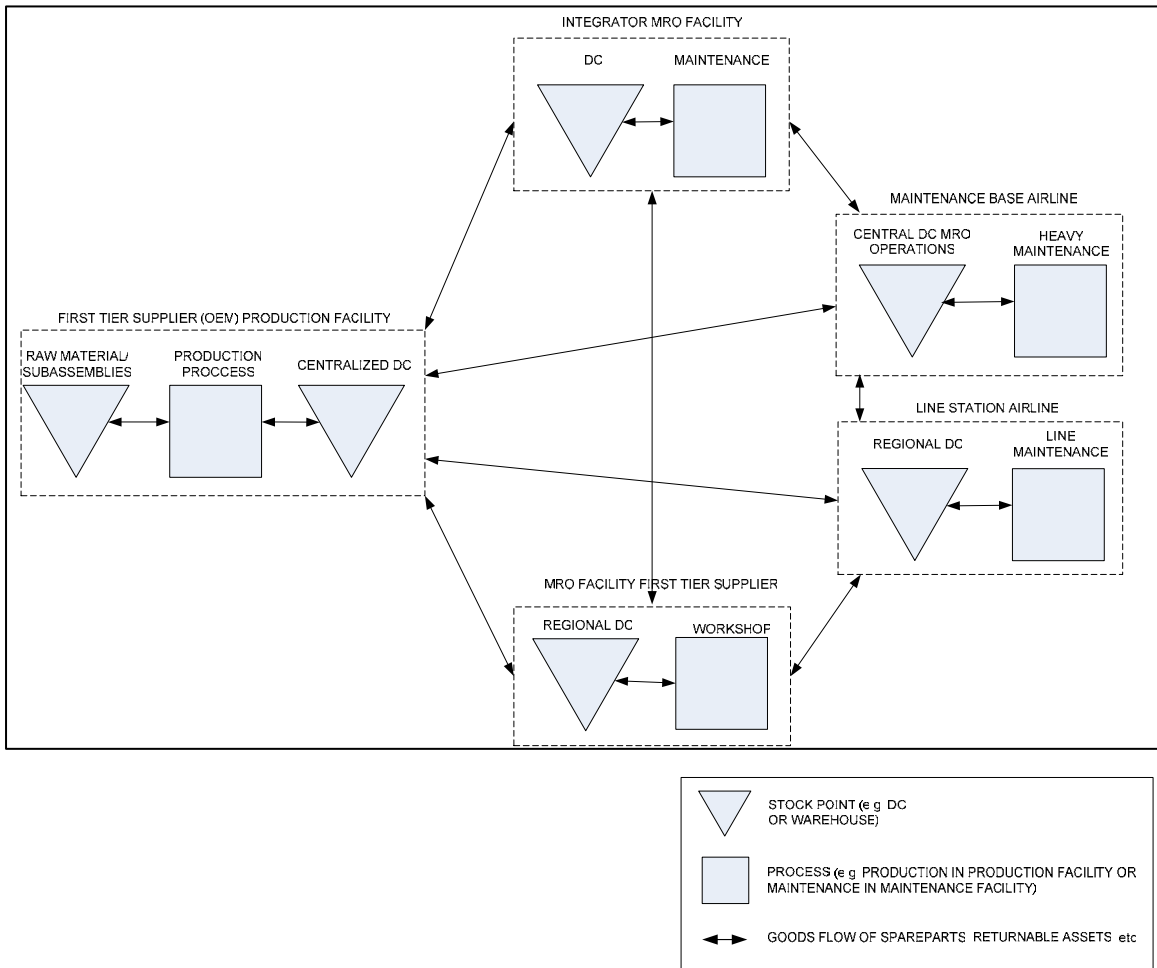 INTEGRATOR MRO FACILITY
DC
MAINTENANCE
MAINTENANCE BASE AIRLINE
CENTRAL DC MRO
OPERATIONS
HEAVY
MAINTENANCE
FIRST TIER SUPPLIER (OEM) PRODUCTION FACILITY
RAW MATERIAL/
SUBASSEMBLIES
PRODUCTION
PROCCESS
CENTRALIZED DC
LINE STATION AIRLINE
REGIONAL DC
LINE
MAINTENANCE
MRO FACILITY FIRST TIER SUPPLIER
REGIONAL DC
WORKSHOP
STOCK POINT (e g DC
OR WAREHOUSE)
PROCESS (e g PRODUCTION IN PRODUCTION FACILITY OR
MAINTENANCE IN MAINTENANCE FACILITY)
GOODS FLOW OF SPAREPARTS RETURNABLE ASSETS etc